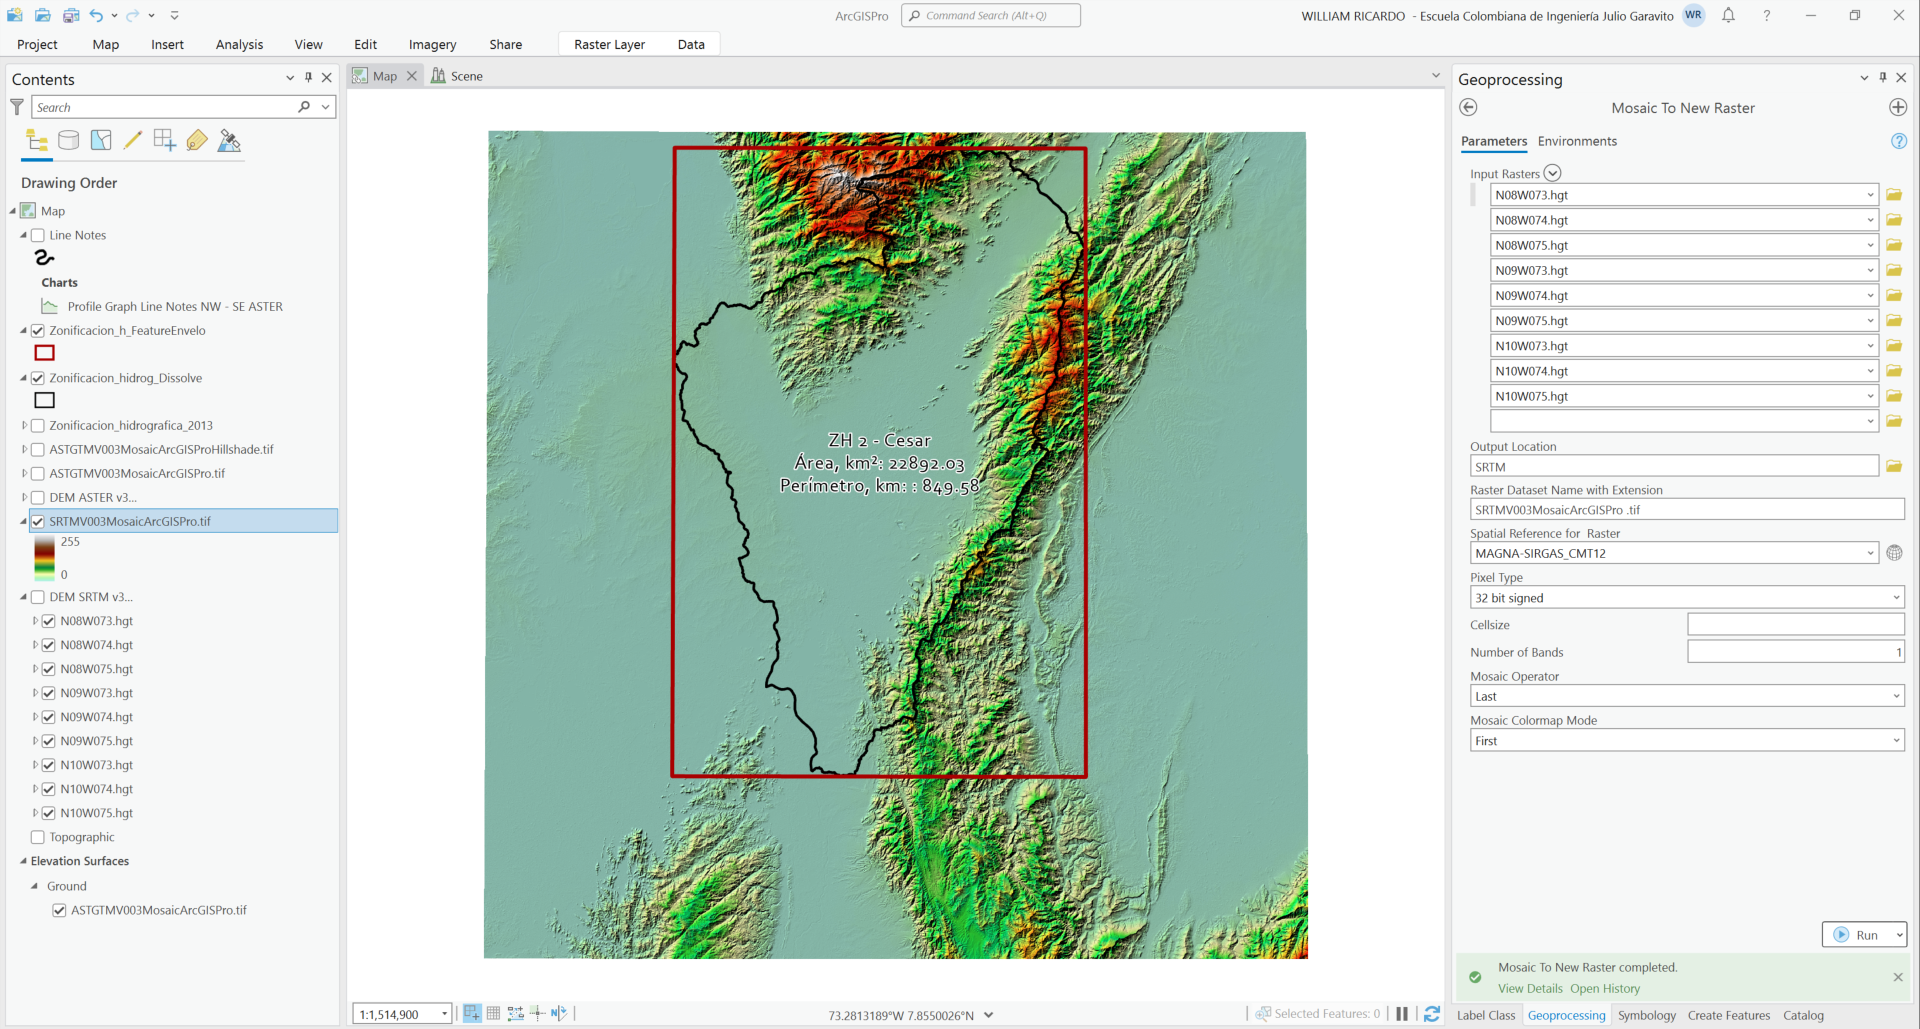 ArcGISPro
Command Search (Alt+Q)
WILLIAM RICARDO - Escuela Colombiana de Ingeniería Julio Garavito
WR
?
Project
Map
Insert
Analysis
View
Edit
Imagery
Share
Raster Layer
Data
Contents
Search
Drawing Order
Map
Line Notes
Charts
Profile Graph Line Notes NW - SE ASTER
Zonificacion_h_FeatureEnvelo
Zonificacion_hidrog_Dissolve
Zonificacion_hidrografica_2013
ASTGTMV003MosaicArcGISProHillshade.tif
ASTGTMV003MosaicArcGISPro.tif
DEM ASTER v3...
SRTMV003MosaicArcGISPro.tif
255
0
DEM SRTM v3...
N08W073.hgt
N08W074.hgt
N08W075.hgt
N09W073.hgt
N09W074.hgt
N09W075.hgt
N10W073.hgt
N10W074.hgt
N10W075.hgt
Topographic
Elevation Surfaces
Ground
ASTGTMV003MosaicArcGISPro.tif
Map
Scene
ZH 2 - Cesar
Área, km²: 22892.03
Perímetro, km: : 849.58
1:1,514,900
N
73.2813189°W 7.8550026°N
Selected Features: 0
Geoprocessing
Mosaic To New Raster
Parameters
Environments
?
Input Rasters
N08W073.hgt
N08W074.hgt
N08W075.hgt
N09W073.hgt
N09W074.hgt
N09W075.hgt
N10W073.hgt
N10W074.hgt
N10W075.hgt
Output Location
SRTM
Raster Dataset Name with Extension
SRTMV003MosaicArcGISPro .tif
Spatial Reference for Raster
MAGNA-SIRGAS_CMT12
Pixel Type
32 bit signed
Cellsize
Number of Bands
1
Mosaic Operator
Last
Mosaic Colormap Mode
First
Run
Mosaic To New Raster completed.
View Details Open History
Label Class
Geoprocessing
Symbology
Create Features
Catalog